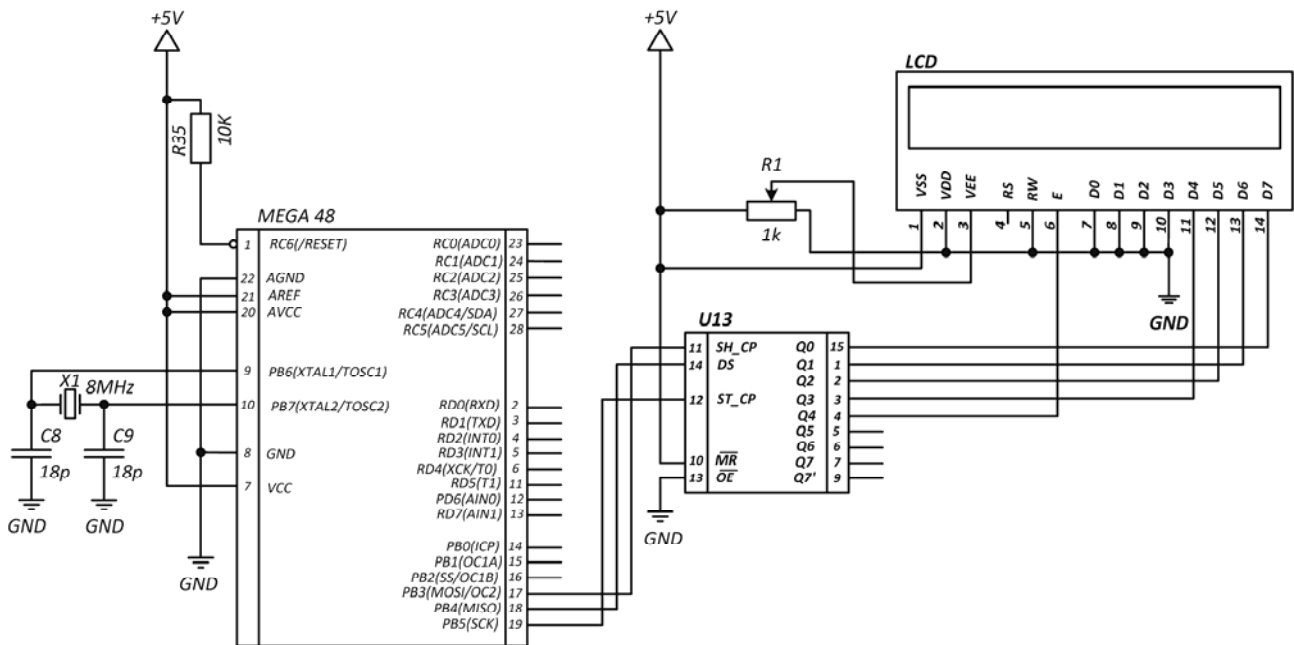 +5V
R35
10K
MEGA 48
1 RC6(/RESET)
22 AGND
21 AREF
20 AVCC
9 PB6(XTAL1/TOSC1)
10 PB7(XTAL2/TOSC2)
8 GND
7 VCC
RC0(ADC0) 23
RC1(ADC1) 24
RC2(ADC2) 25
RC3(ADC3) 26
RC4(ADC4/SDA) 27
RC5(ADC5/SCL) 28
RD0(RXD) 2
RD1(TXD) 3
RD2(INT0) 4
RD3(INT1) 5
RD4(XCK/T0) 6
RD5(T1) 11
PD6(AIN0) 12
RD7(AIN1) 13
PB0(ICP) 14
PB1(OC1A) 15
PB2(SS/OC1B) 16
PB3(MOSI/OC2) 17
PB4(MISO) 18
PB5(SCK) 19
X1 8MHz
C8
18p
C9
18p
GND
GND
GND
+5V
R1
1k
LCD
VSS VDD VEE RS RW E D0 D1 D2 D3 D4 D5 D6 D7
1 2 3 4 5 6 7 8 9 10 11 12 13 14
GND
U13
11 SH_CP
14 DS
12 ST_CP
10 MR
13 OE
Q0 15
Q1 1
Q2 2
Q3 3
Q4 4
Q5 5
Q6 6
Q7 7
Q7' 9
GND